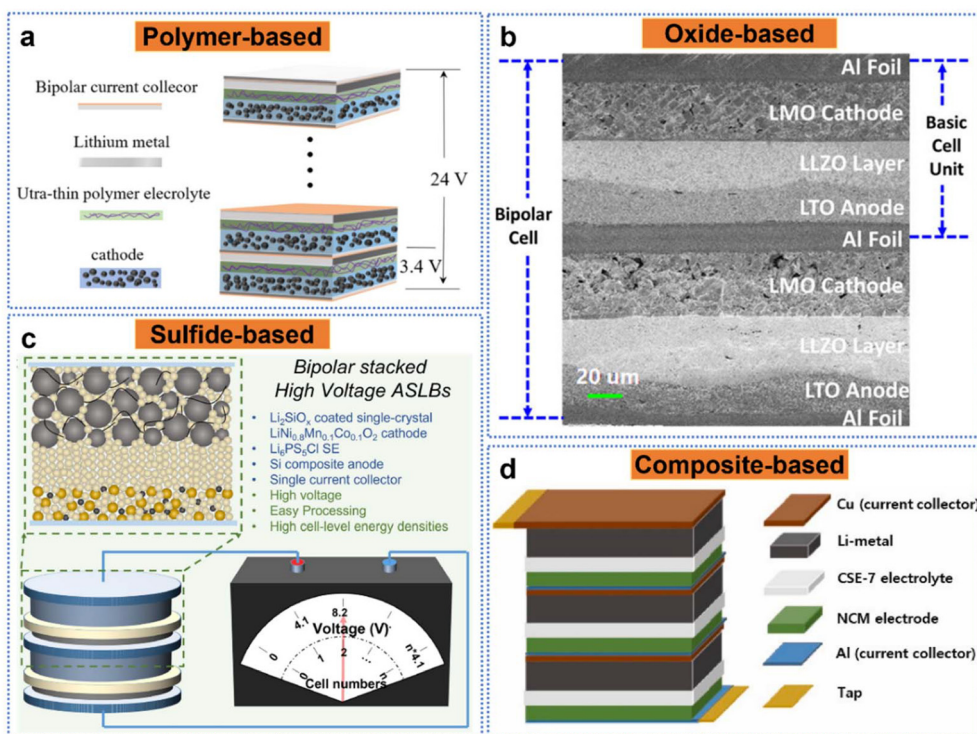 a
Polymer-based
Bipolar current collecor
Lithium metal
Utra-thin polymer elecrolyte
cathode
24 V
3.4 V
b
Oxide-based
Bipolar
Cell
Al Foil
LMO Cathode
LLZO Layer
LTO Anode
Al Foil
LMO Cathode
LLZO Layer
LTO Anode
Al Foil
20 um
Basic
Cell
Unit
c
Sulfide-based
Bipolar stacked
High Voltage ASLBs
• Li₂SiOₓ coated single-crystal
LiNi₀.₈Mn₀.₁Co₀.₁O₂ cathode
• Li₆PS₅Cl SE
• Si composite anode
• Single current collector
• High voltage
• Easy Processing
• High cell-level energy densities
0
4.1
8.2
n*4.1
Voltage (V)
0
1
2
...
n
Cell numbers
d
Composite-based
Cu (current collector)
Li-metal
CSE-7 electrolyte
NCM electrode
Al (current collector)
Tap